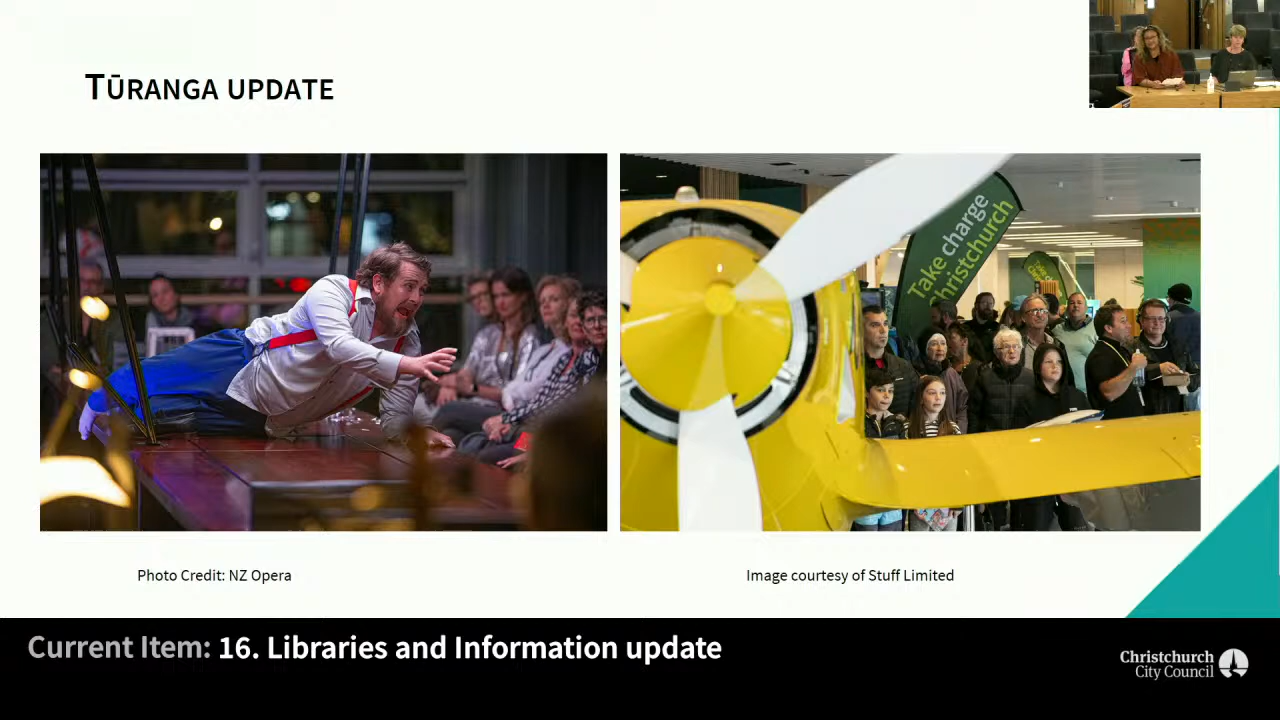 TŪRANGA UPDATE
Take charge
Christchurch
Photo Credit: NZ Opera
Image courtesy of Stuff Limited
Current Item: 16. Libraries and Information update
Christchurch
City Council